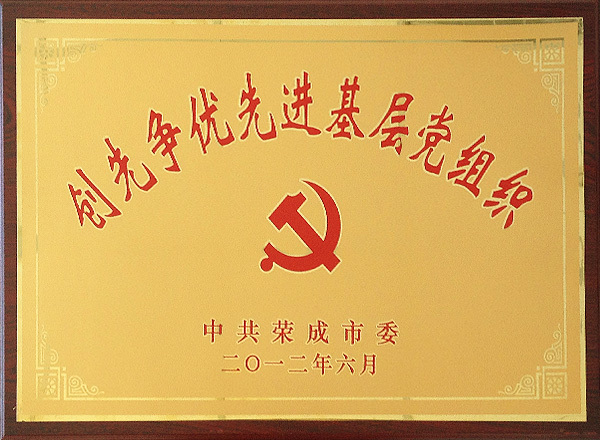 创先争优先进基层党组织
中共荣成市委
二〇一二年六月